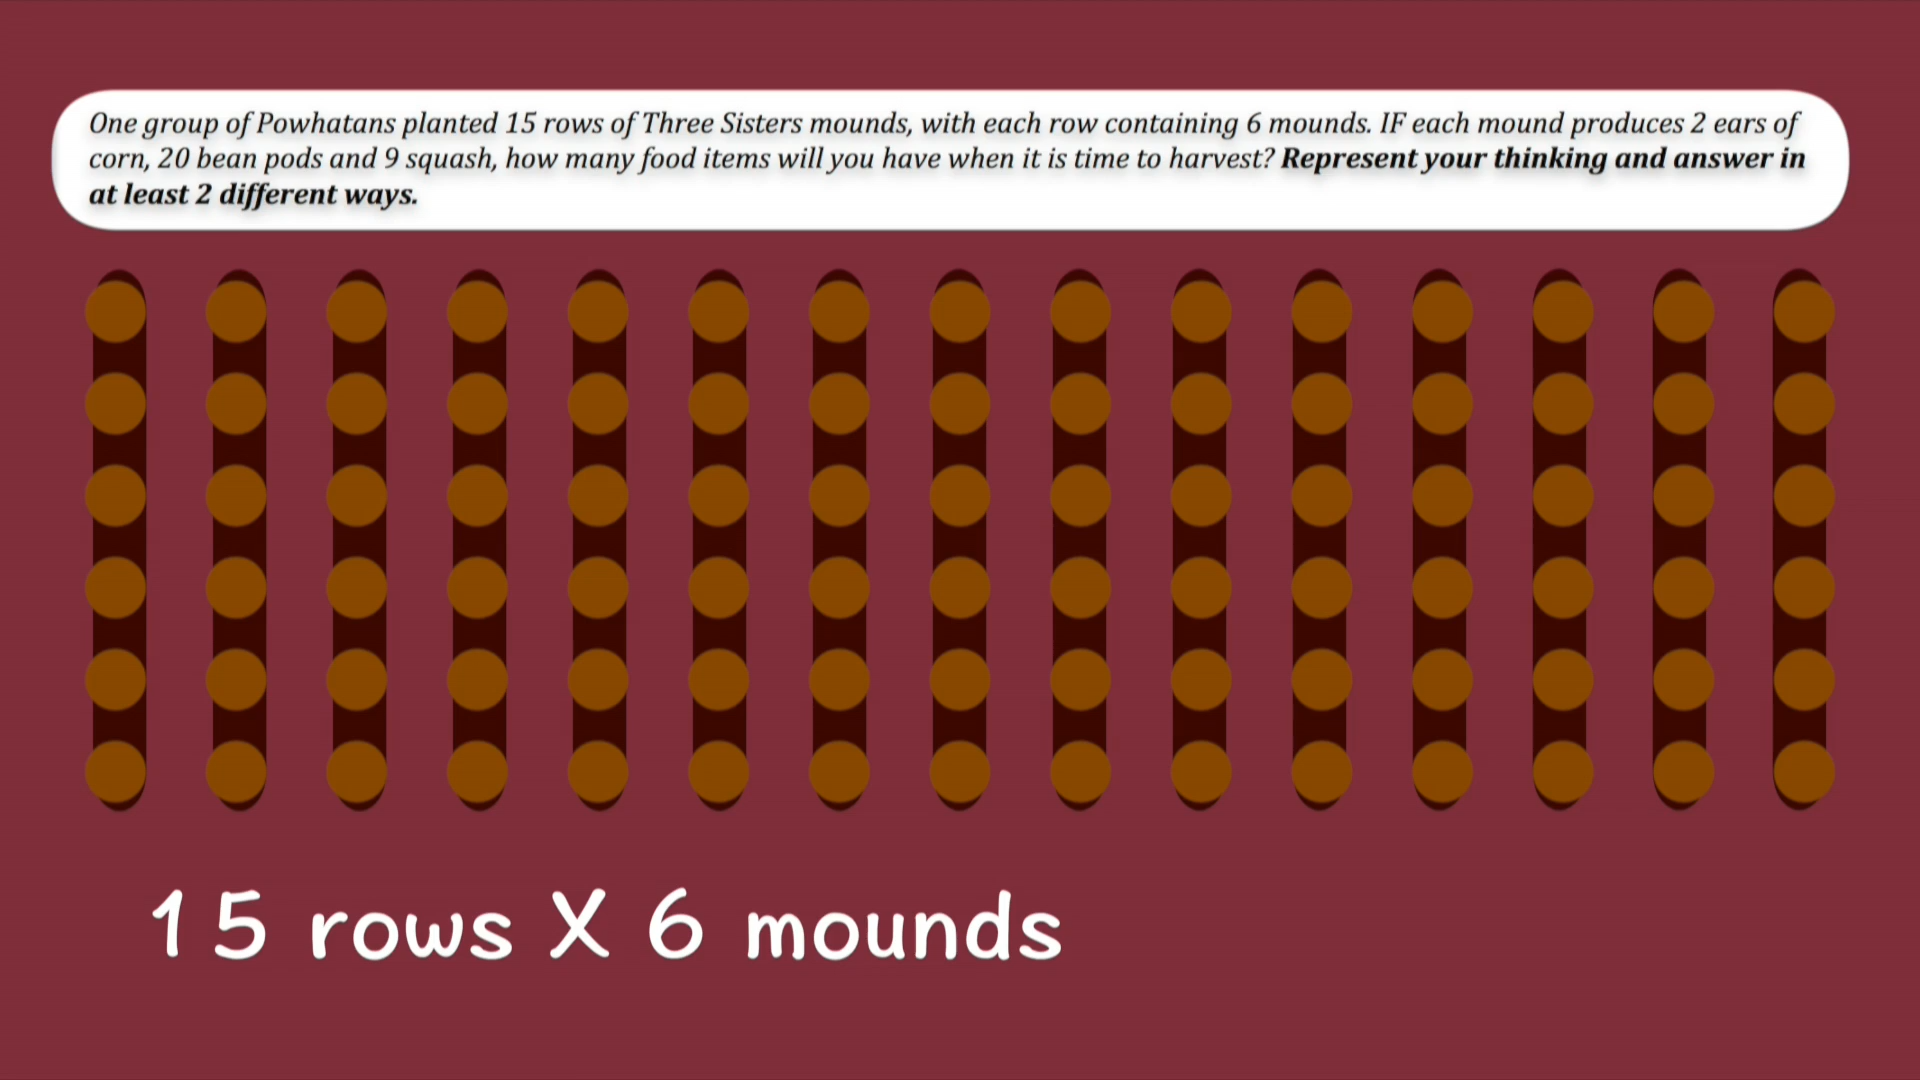 One group of Powhatans planted 15 rows of Three Sisters mounds, with each row containing 6 mounds. IF each mound produces 2 ears of
corn, 20 bean pods and 9 squash, how many food items will you have when it is time to harvest? Represent your thinking and answer in
at least 2 different ways.
15 rows X 6 mounds